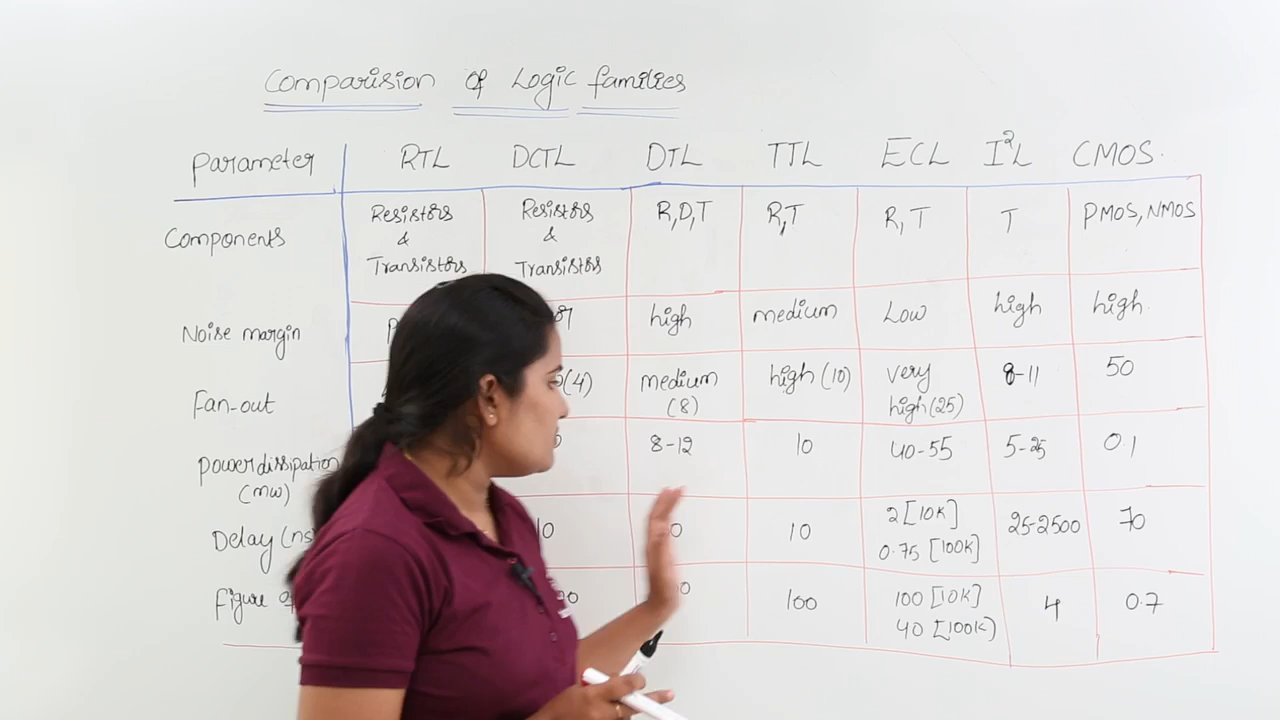 Comparision of Logic families
Parameter RTL DCTL DTL TTL ECL I²L CMOS.
Components Resistors & Transistors Resistors & Transistors R,D,T R,T R, T T PMOS, NMOS
Noise margin high medium Low high high.
Fan-out (4) medium (8) high (10) very high (25) 8-11 50
Power dissipation (mw) 8-12 10 40-55 5-25 0.1
Delay (ns) 10 10 2 [10K] 0.75 [100K] 25-2500 70
figure 100 100 [10K] 40 [100K] 4 0.7